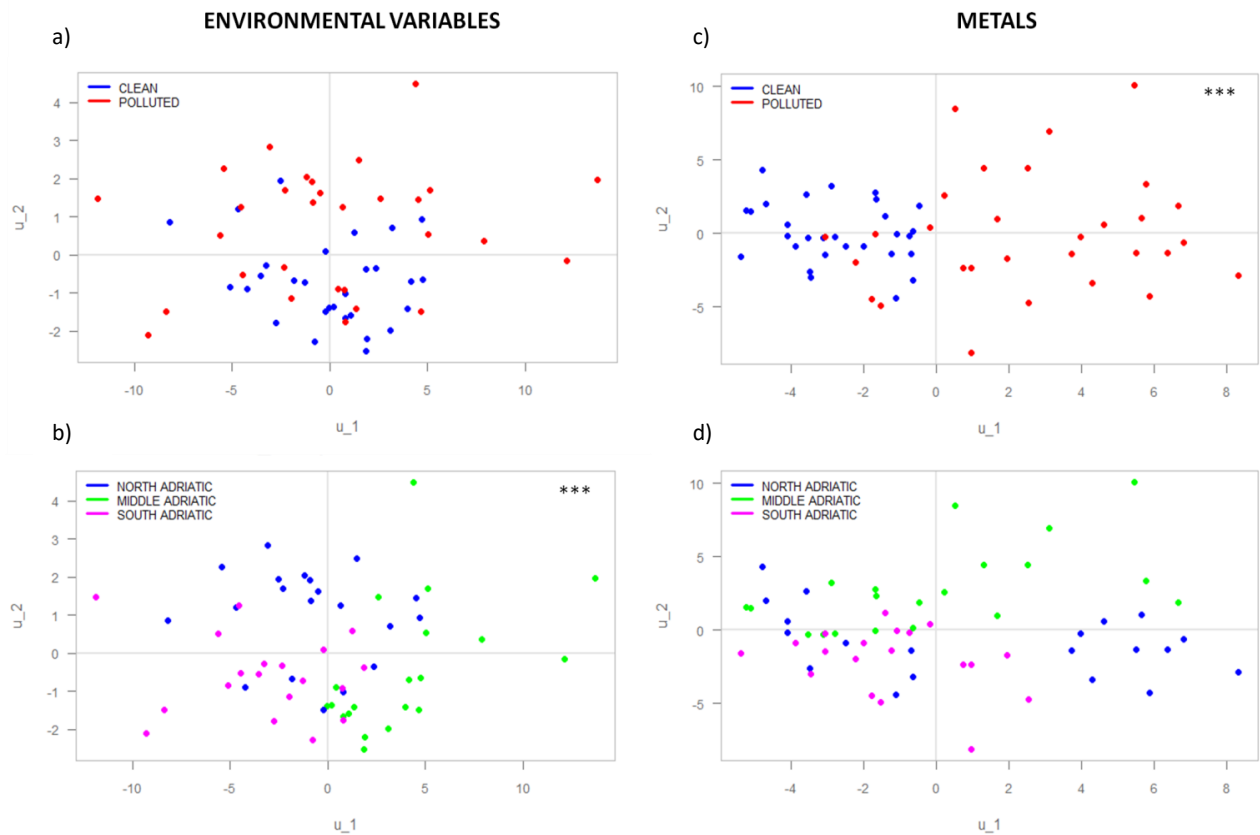 ENVIRONMENTAL VARIABLES
METALS
a)
c)
CLEAN
POLLUTED
4
3
2
1
0
-1
-2
u_2
-10
-5
0
5
10
u_1
CLEAN
POLLUTED
***
10
5
0
-5
u_2
-4
-2
0
2
4
6
8
u_1
b)
d)
NORTH ADRIATIC
MIDDLE ADRIATIC
SOUTH ADRIATIC
***
4
3
2
1
0
-1
-2
u_2
-10
-5
0
5
10
u_1
NORTH ADRIATIC
MIDDLE ADRIATIC
SOUTH ADRIATIC
10
5
0
-5
u_2
-4
-2
0
2
4
6
8
u_1